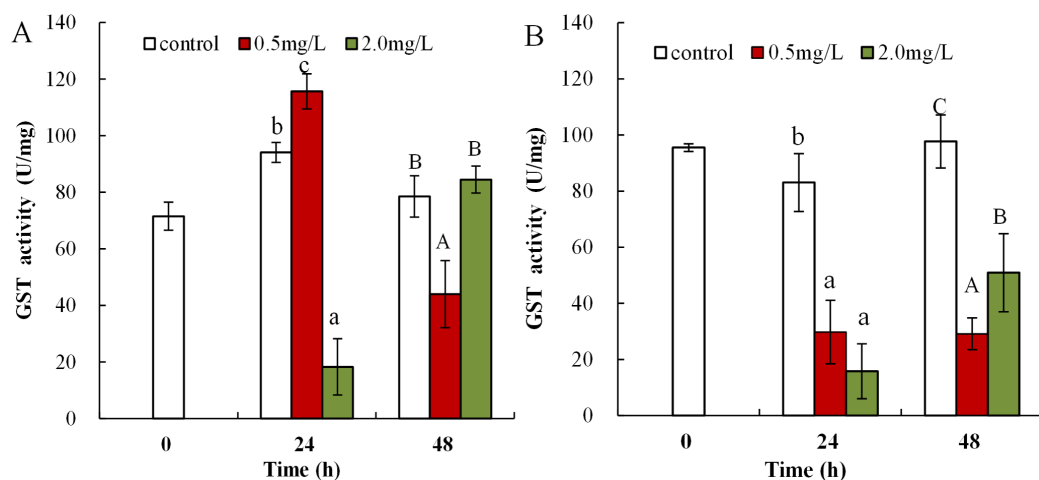 A
GST activity (U/mg)
140
120
100
80
60
40
20
0
control 0.5mg/L 2.0mg/L
b
c
a
B
A
B
0 24 48
Time (h)
B
GST activity (U/mg)
140
120
100
80
60
40
20
0
control 0.5mg/L 2.0mg/L
b
a
a
C
A
B
0 24 48
Time (h)